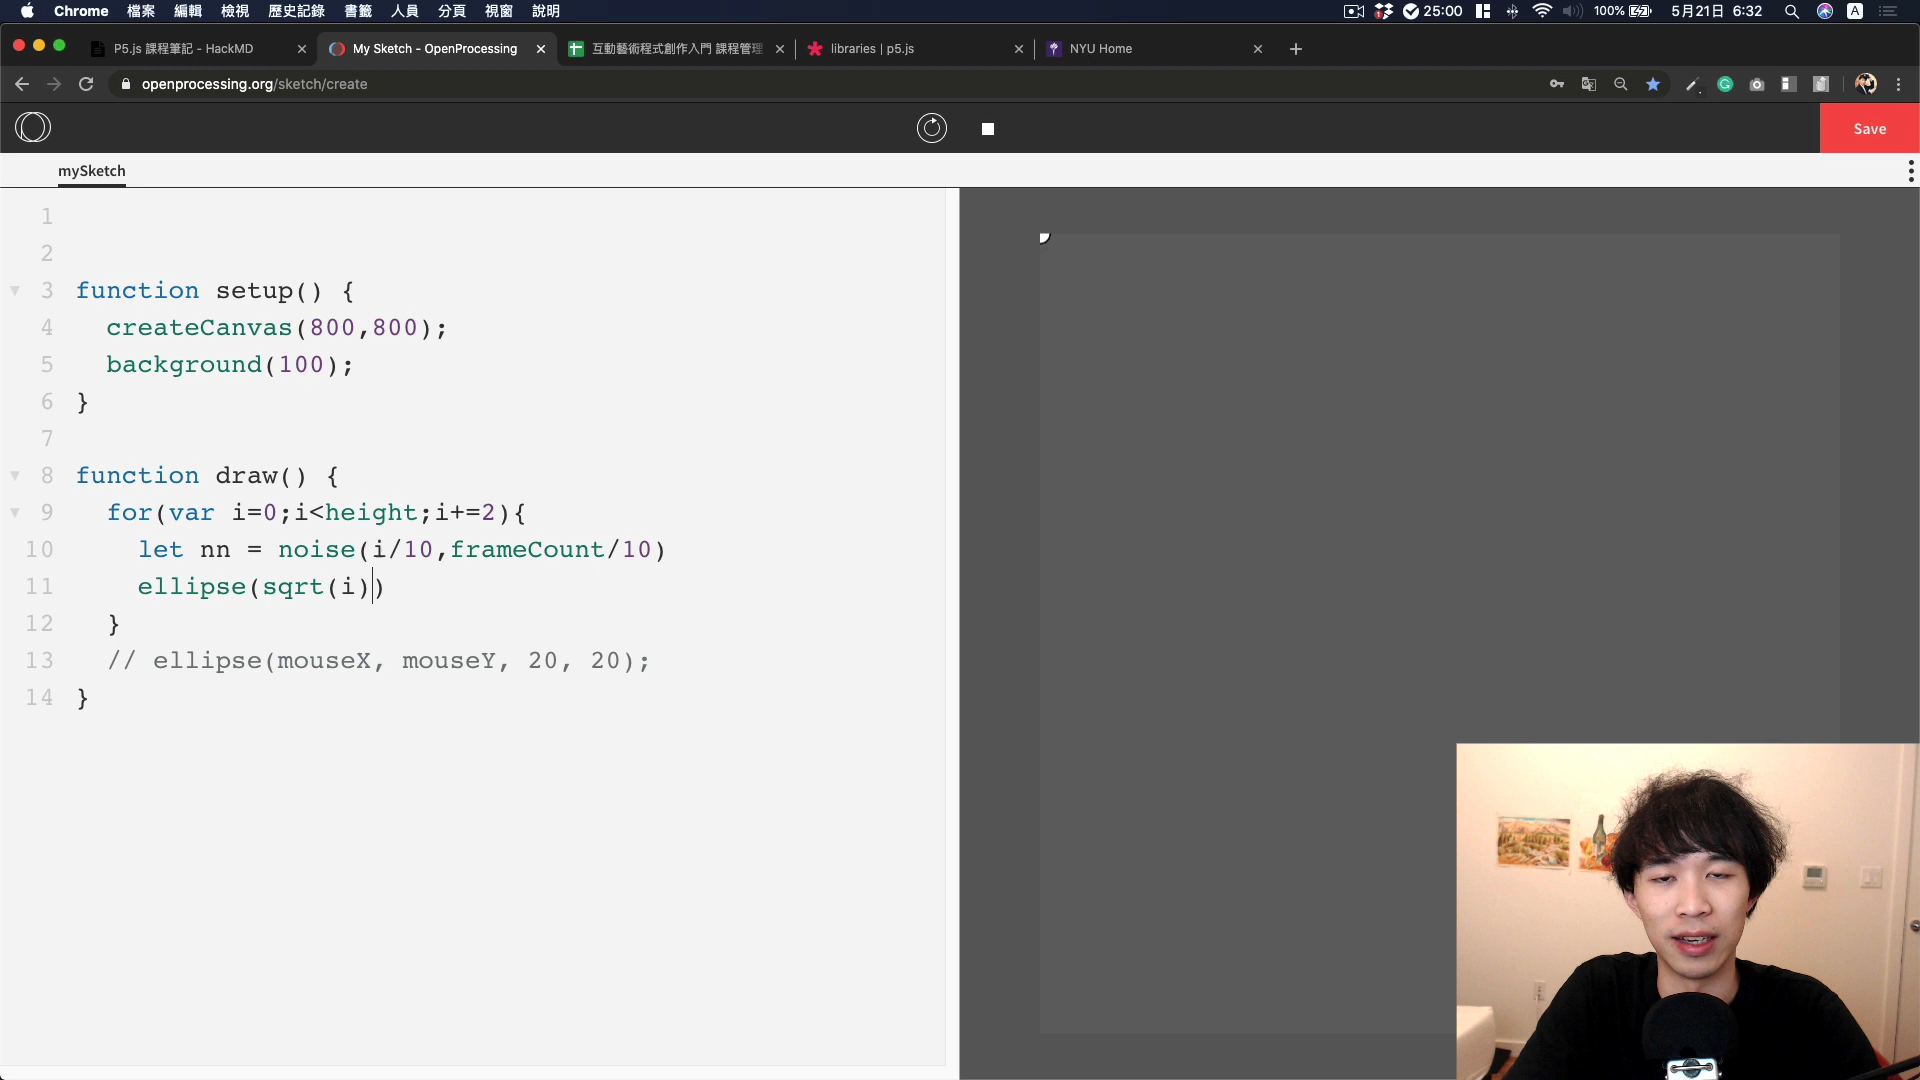 Chrome 檔案 編輯 檢視 歷史記錄 書籤 人員 分頁 視窗 說明 25:00 100% 5月21日 6:32 A
P5.js 課程筆記 - HackMD My Sketch - OpenProcessing 互動藝術程式創作入門 課程管理 libraries | p5.js NYU Home
openprocessing.org/sketch/create
Save
mySketch
1
2
3 function setup() {
4 createCanvas(800,800);
5 background(100);
6 }
7
8 function draw() {
9 for(var i=0;i<height;i+=2){
10 let nn = noise(i/10,frameCount/10)
11 ellipse(sqrt(i))
12 }
13 // ellipse(mouseX, mouseY, 20, 20);
14 }